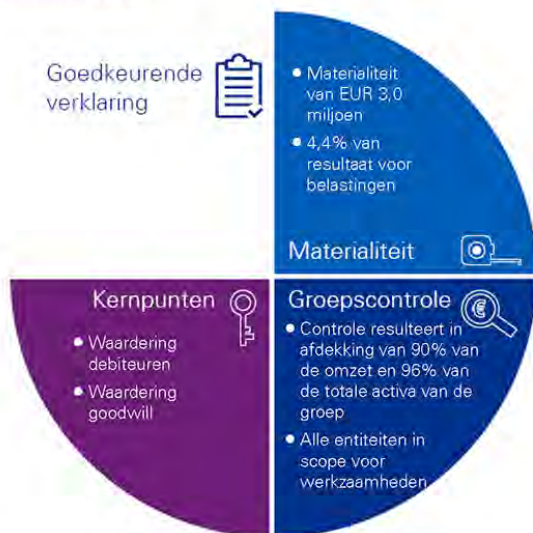 Goedkeurende
verklaring
• Materialiteit
van EUR 3,0
miljoen
• 4,4% van
resultaat voor
belastingen
Materialiteit
Kernpunten
• Waardering
debiteuren
• Waardering
goodwill
Groepscontrole
€
• Controle resulteert in
afdekking van 90% van
de omzet en 96% van
de totale activa van de
groep
• Alle entiteiten in
scope voor
werkzaamheden